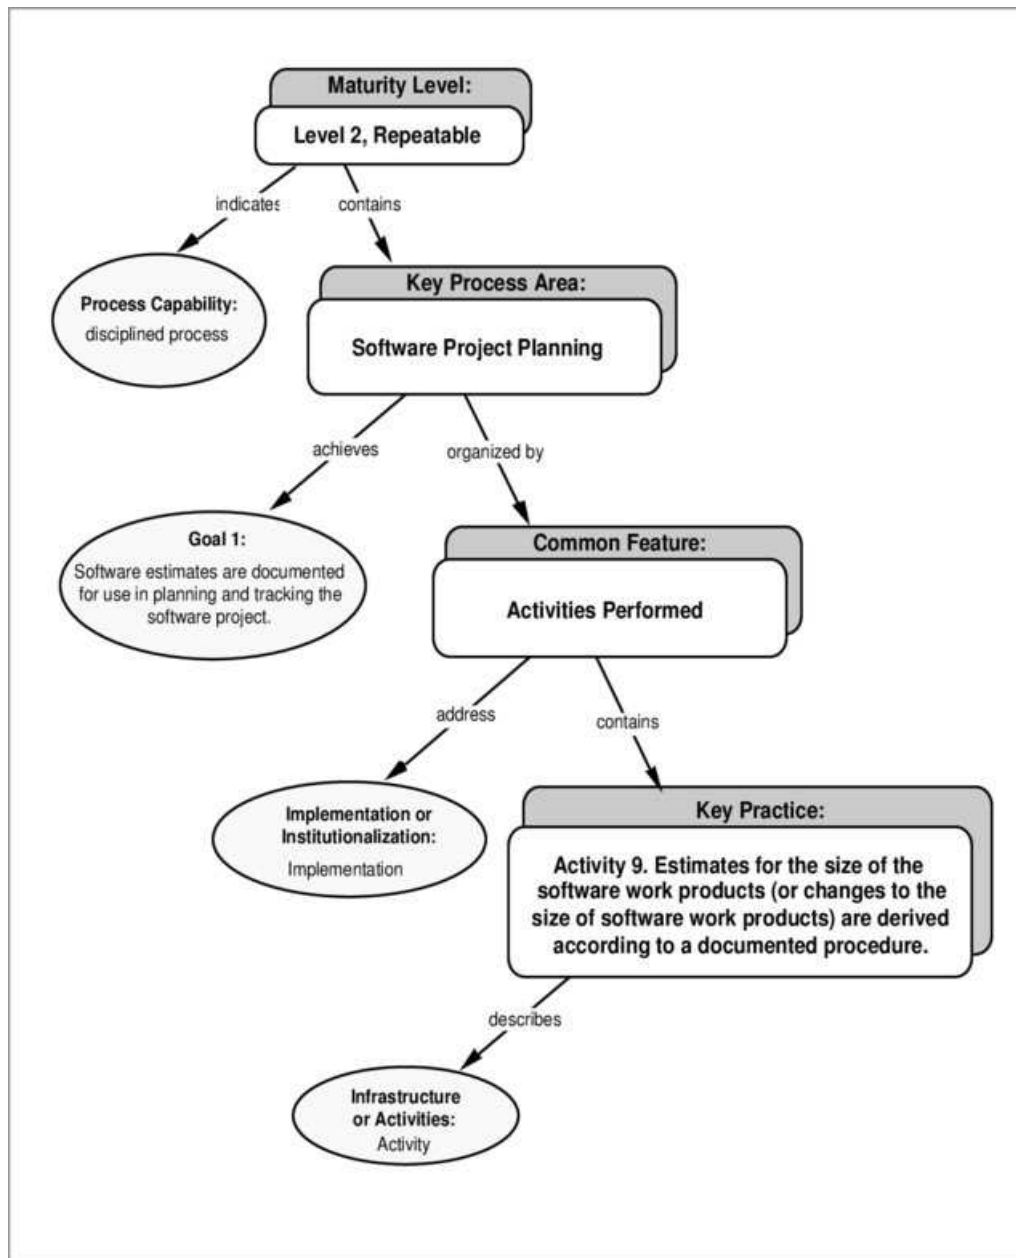 Maturity Level:
Level 2, Repeatable
indicates
contains
Process Capability:
disciplined process
Key Process Area:
Software Project Planning
achieves
organized by
Goal 1:
Software estimates are documented
for use in planning and tracking the
software project.
Common Feature:
Activities Performed
address
contains
Implementation or
Institutionalization:
Implementation
Key Practice:
Activity 9. Estimates for the size of the
software work products (or changes to the
size of software work products) are derived
according to a documented procedure.
describes
Infrastructure
or Activities:
Activity